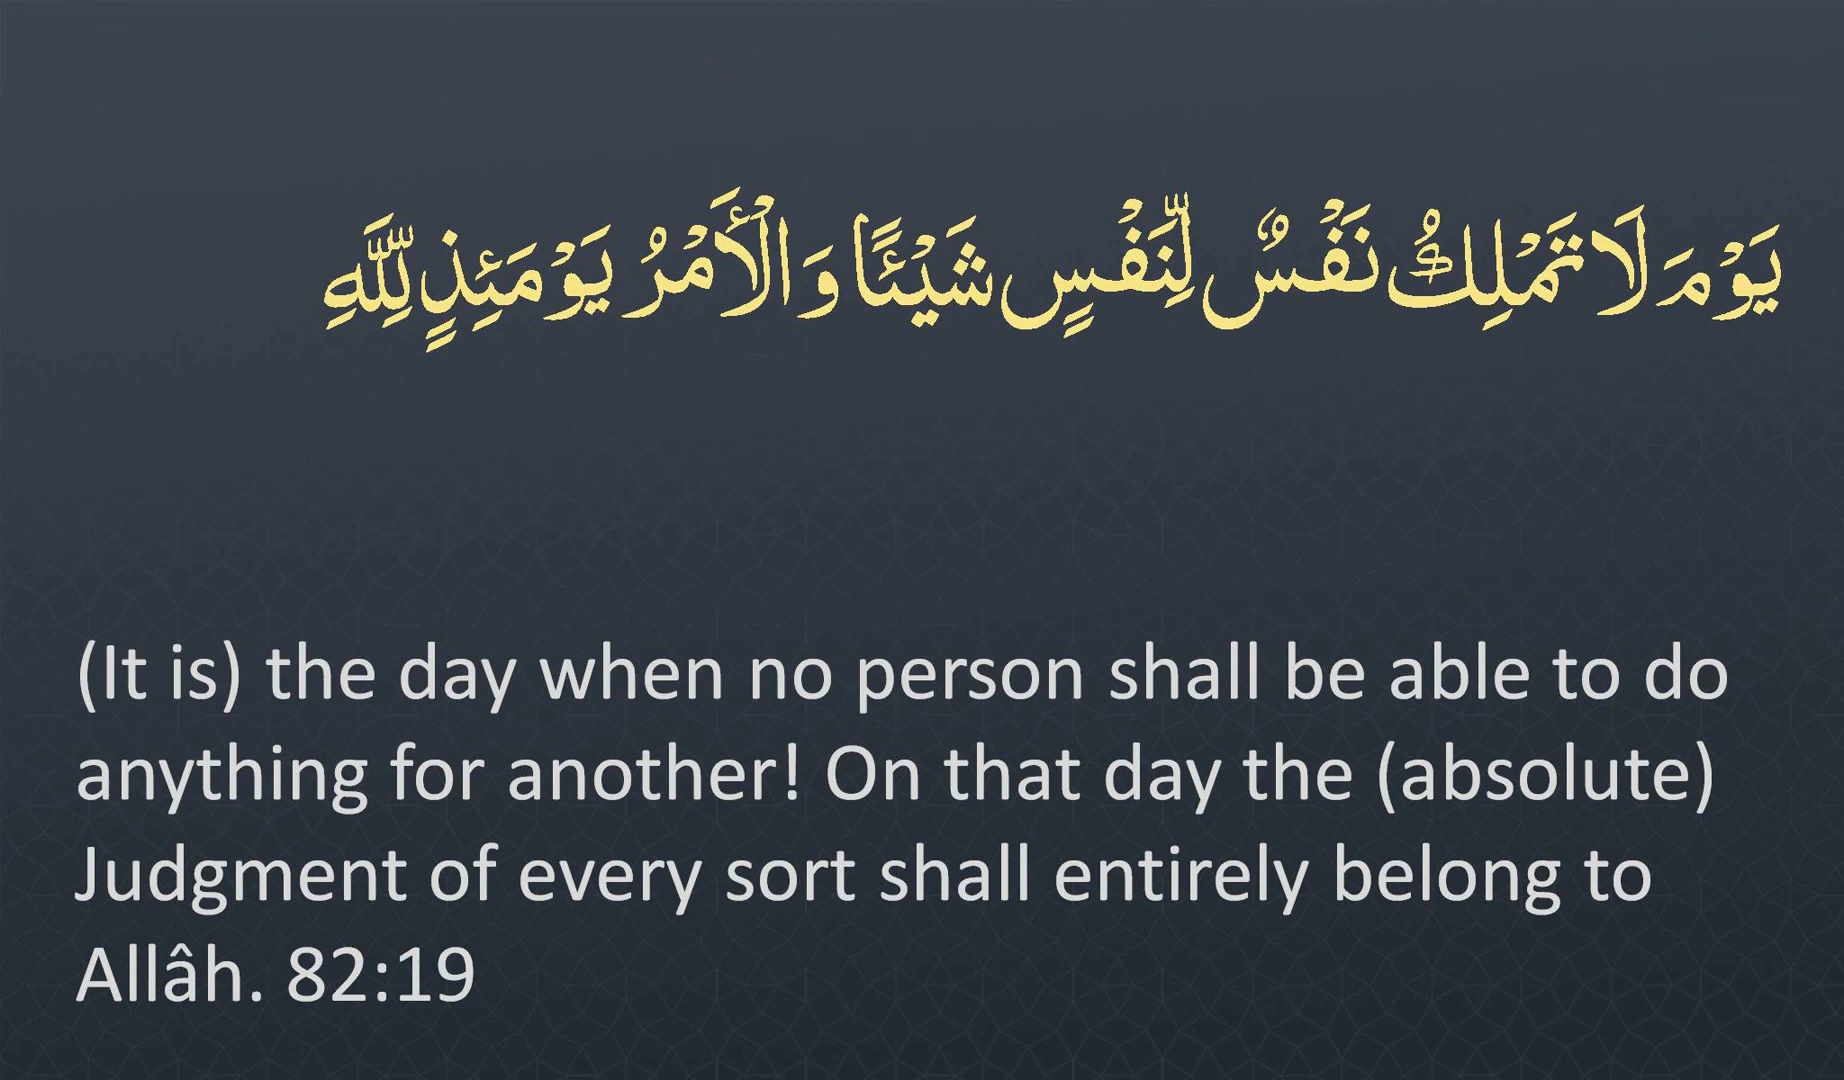 يَوْمَ لَا تَمْلِكُ نَفْسٌ لِّنَفْسٍ شَيْئًا وَالْأَمْرُ يَوْمَئِذٍ لِلَّهِ
(It is) the day when no person shall be able to do
anything for another! On that day the (absolute)
Judgment of every sort shall entirely belong to
Allâh. 82:19